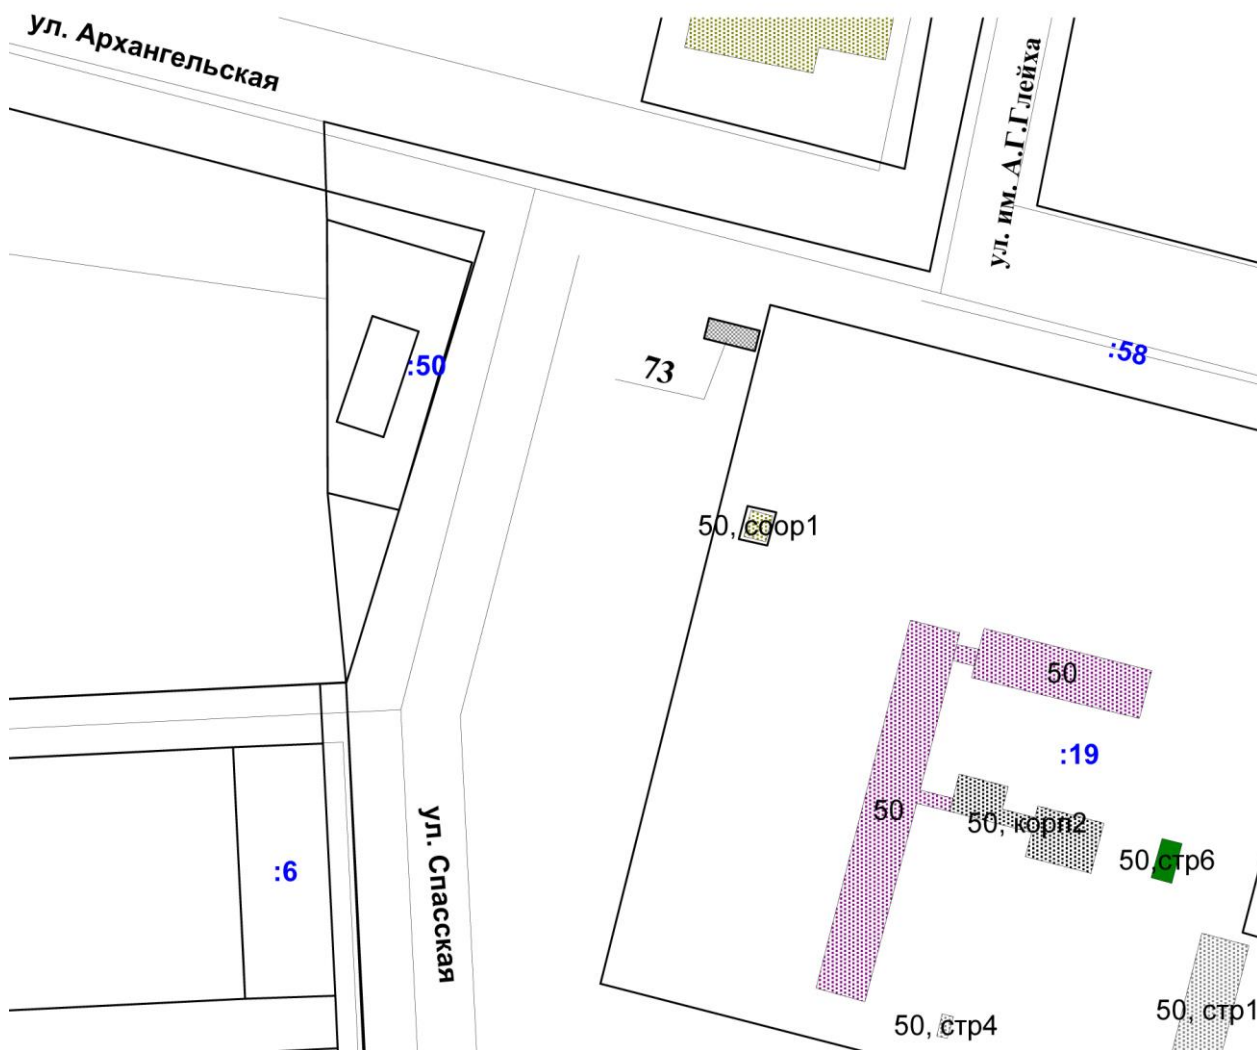 ул. Архангельская
ул. им. А.Г.Глейха
:58
:50
73
50, соор1
50
:19
50
50, корп2
50,стр6
ул. Спасская
:6
50, стр1
50, стр4